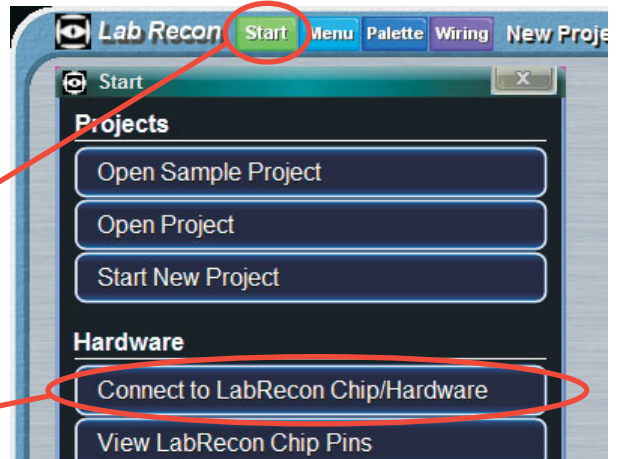 Lab Recon Start Menu Palette Wiring New Proje
Start X
Projects
Open Sample Project
Open Project
Start New Project
Hardware
Connect to LabRecon Chip/Hardware
View LabRecon Chip Pins